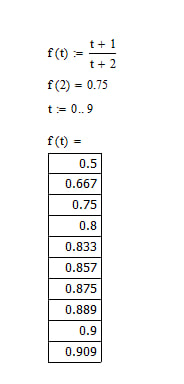 f(t) := t + 1 / t + 2
f(2) = 0.75
t := 0..9
f(t) =
0.5
0.667
0.75
0.8
0.833
0.857
0.875
0.889
0.9
0.909